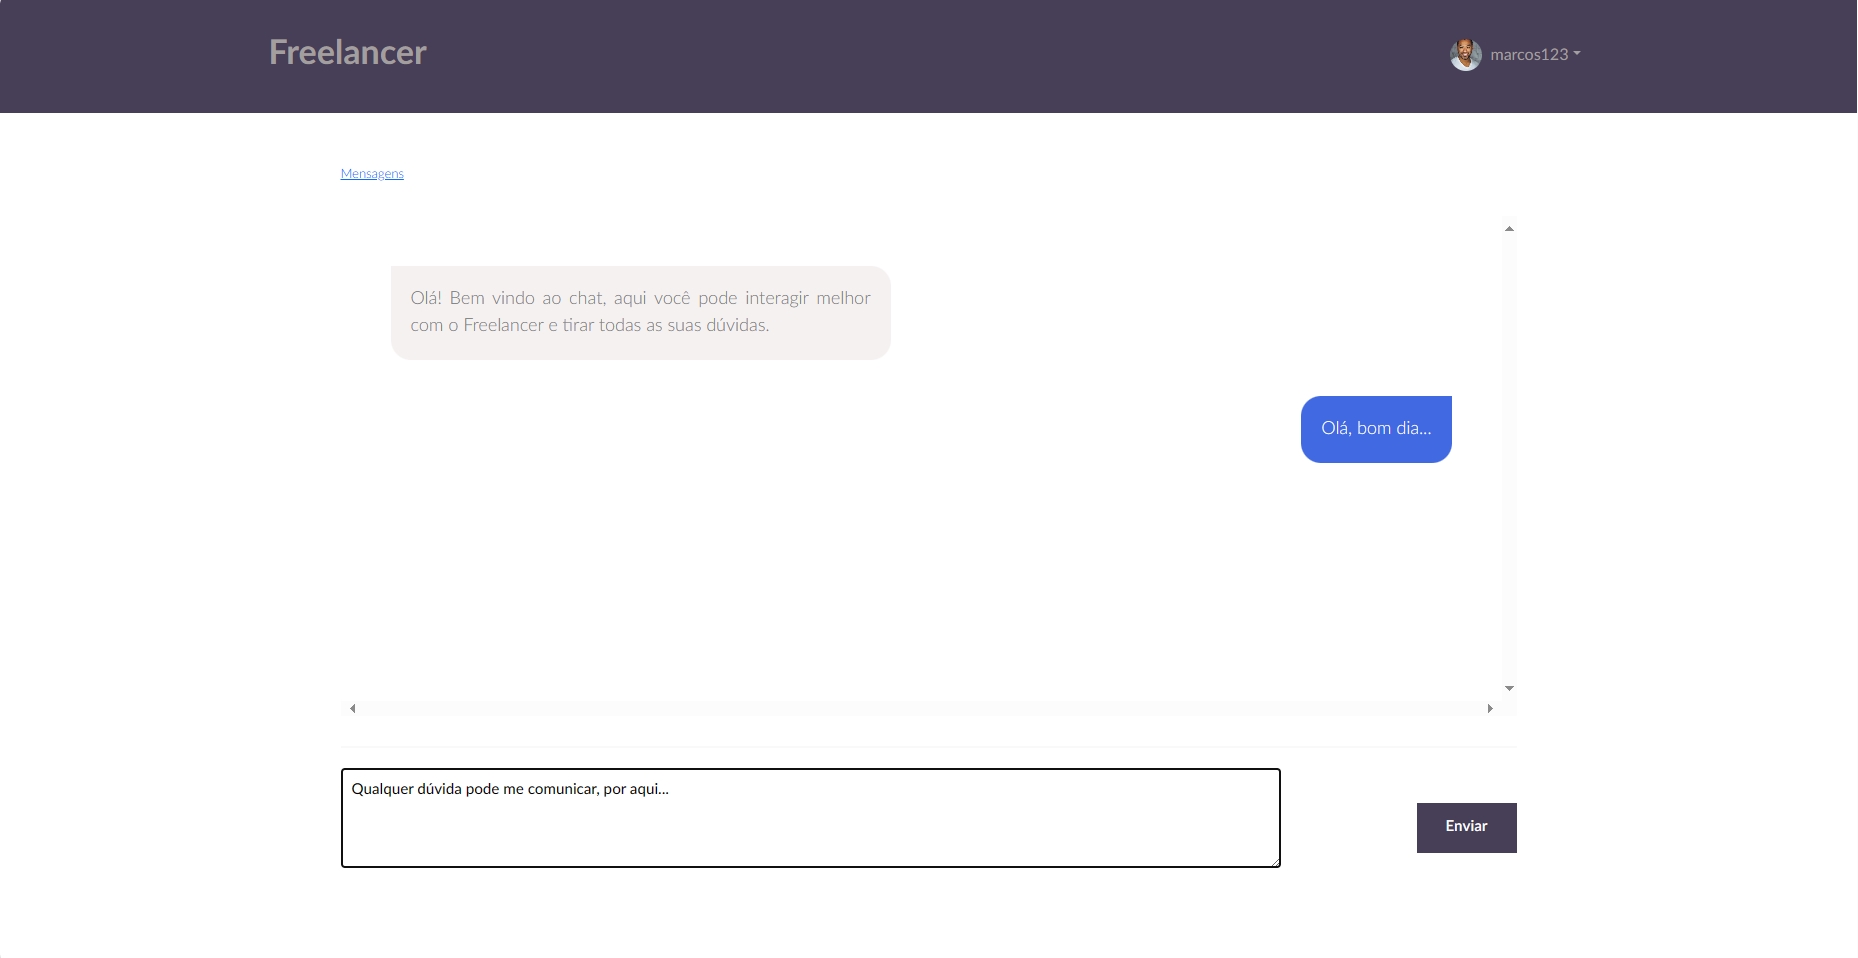 Freelancer
marcos123
Mensagens
Olá! Bem vindo ao chat, aqui você pode interagir melhor
com o Freelancer e tirar todas as suas dúvidas.
Olá, bom dia...
Qualquer dúvida pode me comunicar, por aqui...
Enviar